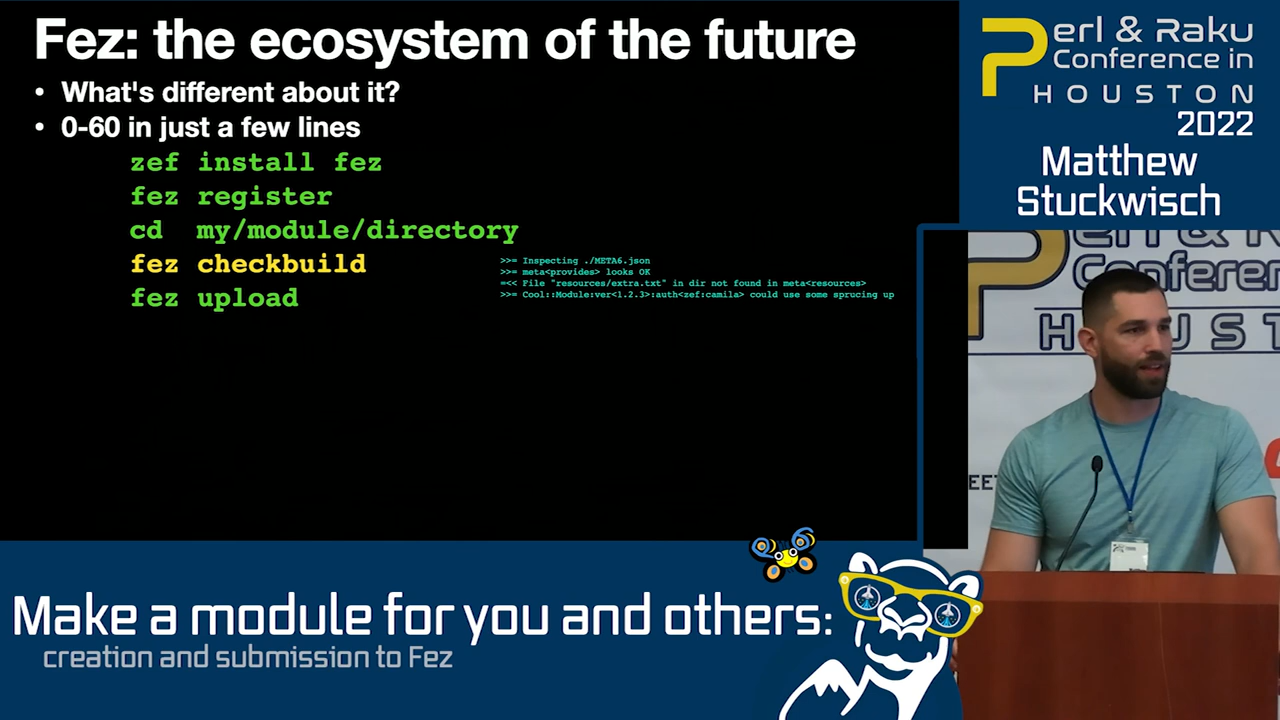 Fez: the ecosystem of the future
• What's different about it?
• 0-60 in just a few lines
zef install fez
fez register
cd my/module/directory
fez checkbuild
fez upload
>>= Inspecting ./META6.json
>>= meta<provides> looks OK
=<< File "resources/extra.txt" in dir not found in meta<resources>
>>= Cool::Module:ver<1.2.3>:auth<zef:camila> could use some sprucing up
Perl & Raku
Conference in
HOUSTON
2022
Matthew
Stuckwisch
Make a module for you and others:
creation and submission to Fez